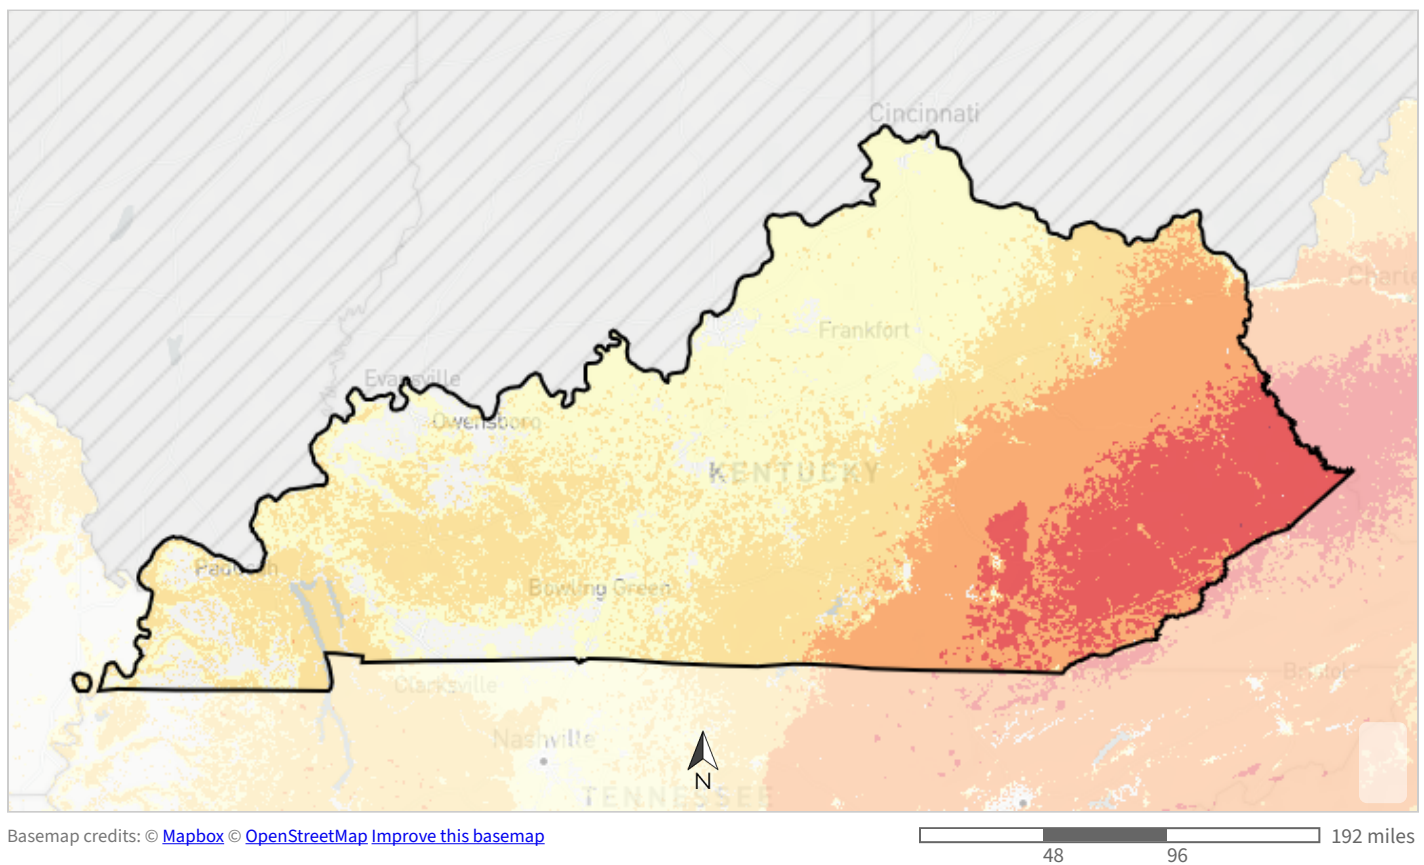 Cincinnati
Frankfort
Evansville
Owensboro
KENTUCKY
Paducah
Bowling Green
Clarksville
Nashville
N
TENNESSEE
Basemap credits: © Mapbox © OpenStreetMap Improve this basemap
192 miles
48
96